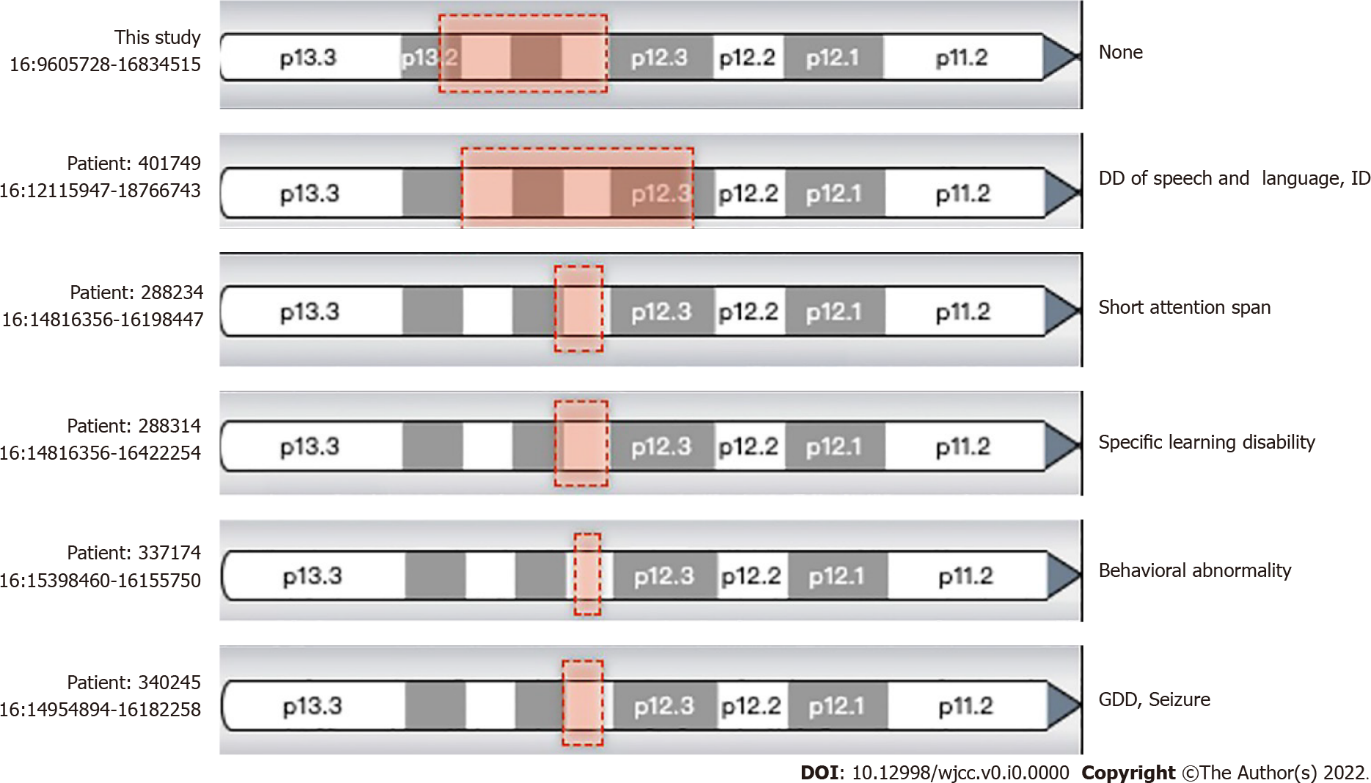 This study
16:9605728-16834515
p13.3 p13.2 p12.3 p12.2 p12.1 p11.2
None
Patient: 401749
16:12115947-18766743
p13.3 p12.3 p12.2 p12.1 p11.2
DD of speech and language, ID
Patient: 288234
16:14816356-16198447
p13.3 p12.3 p12.2 p12.1 p11.2
Short attention span
Patient: 288314
16:14816356-16422254
p13.3 p12.3 p12.2 p12.1 p11.2
Specific learning disability
Patient: 337174
16:15398460-16155750
p13.3 p12.3 p12.2 p12.1 p11.2
Behavioral abnormality
Patient: 340245
16:14954894-16182258
p13.3 p12.3 p12.2 p12.1 p11.2
GDD, Seizure
DOI: 10.12998/wjcc.v0.i0.0000 Copyright ©The Author(s) 2022.